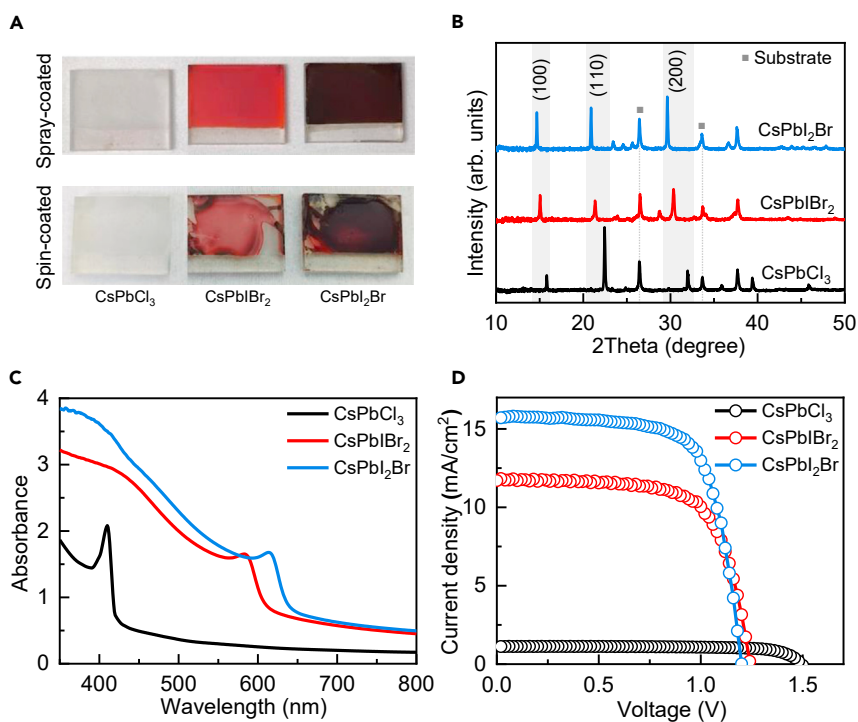 A
Spray-coated
Spin-coated
CsPbCl₃
CsPbIBr₂
CsPbI₂Br
B
Intensity (arb. units)
(100)
(110)
(200)
Substrate
CsPbI₂Br
CsPbIBr₂
CsPbCl₃
10
20
30
40
50
2Theta (degree)
C
Absorbance
4
3
2
1
0
CsPbCl₃
CsPbIBr₂
CsPbI₂Br
400
500
600
700
800
Wavelength (nm)
D
Current density (mA/cm²)
15
10
5
0
CsPbCl₃
CsPbIBr₂
CsPbI₂Br
0.0
0.5
1.0
1.5
Voltage (V)